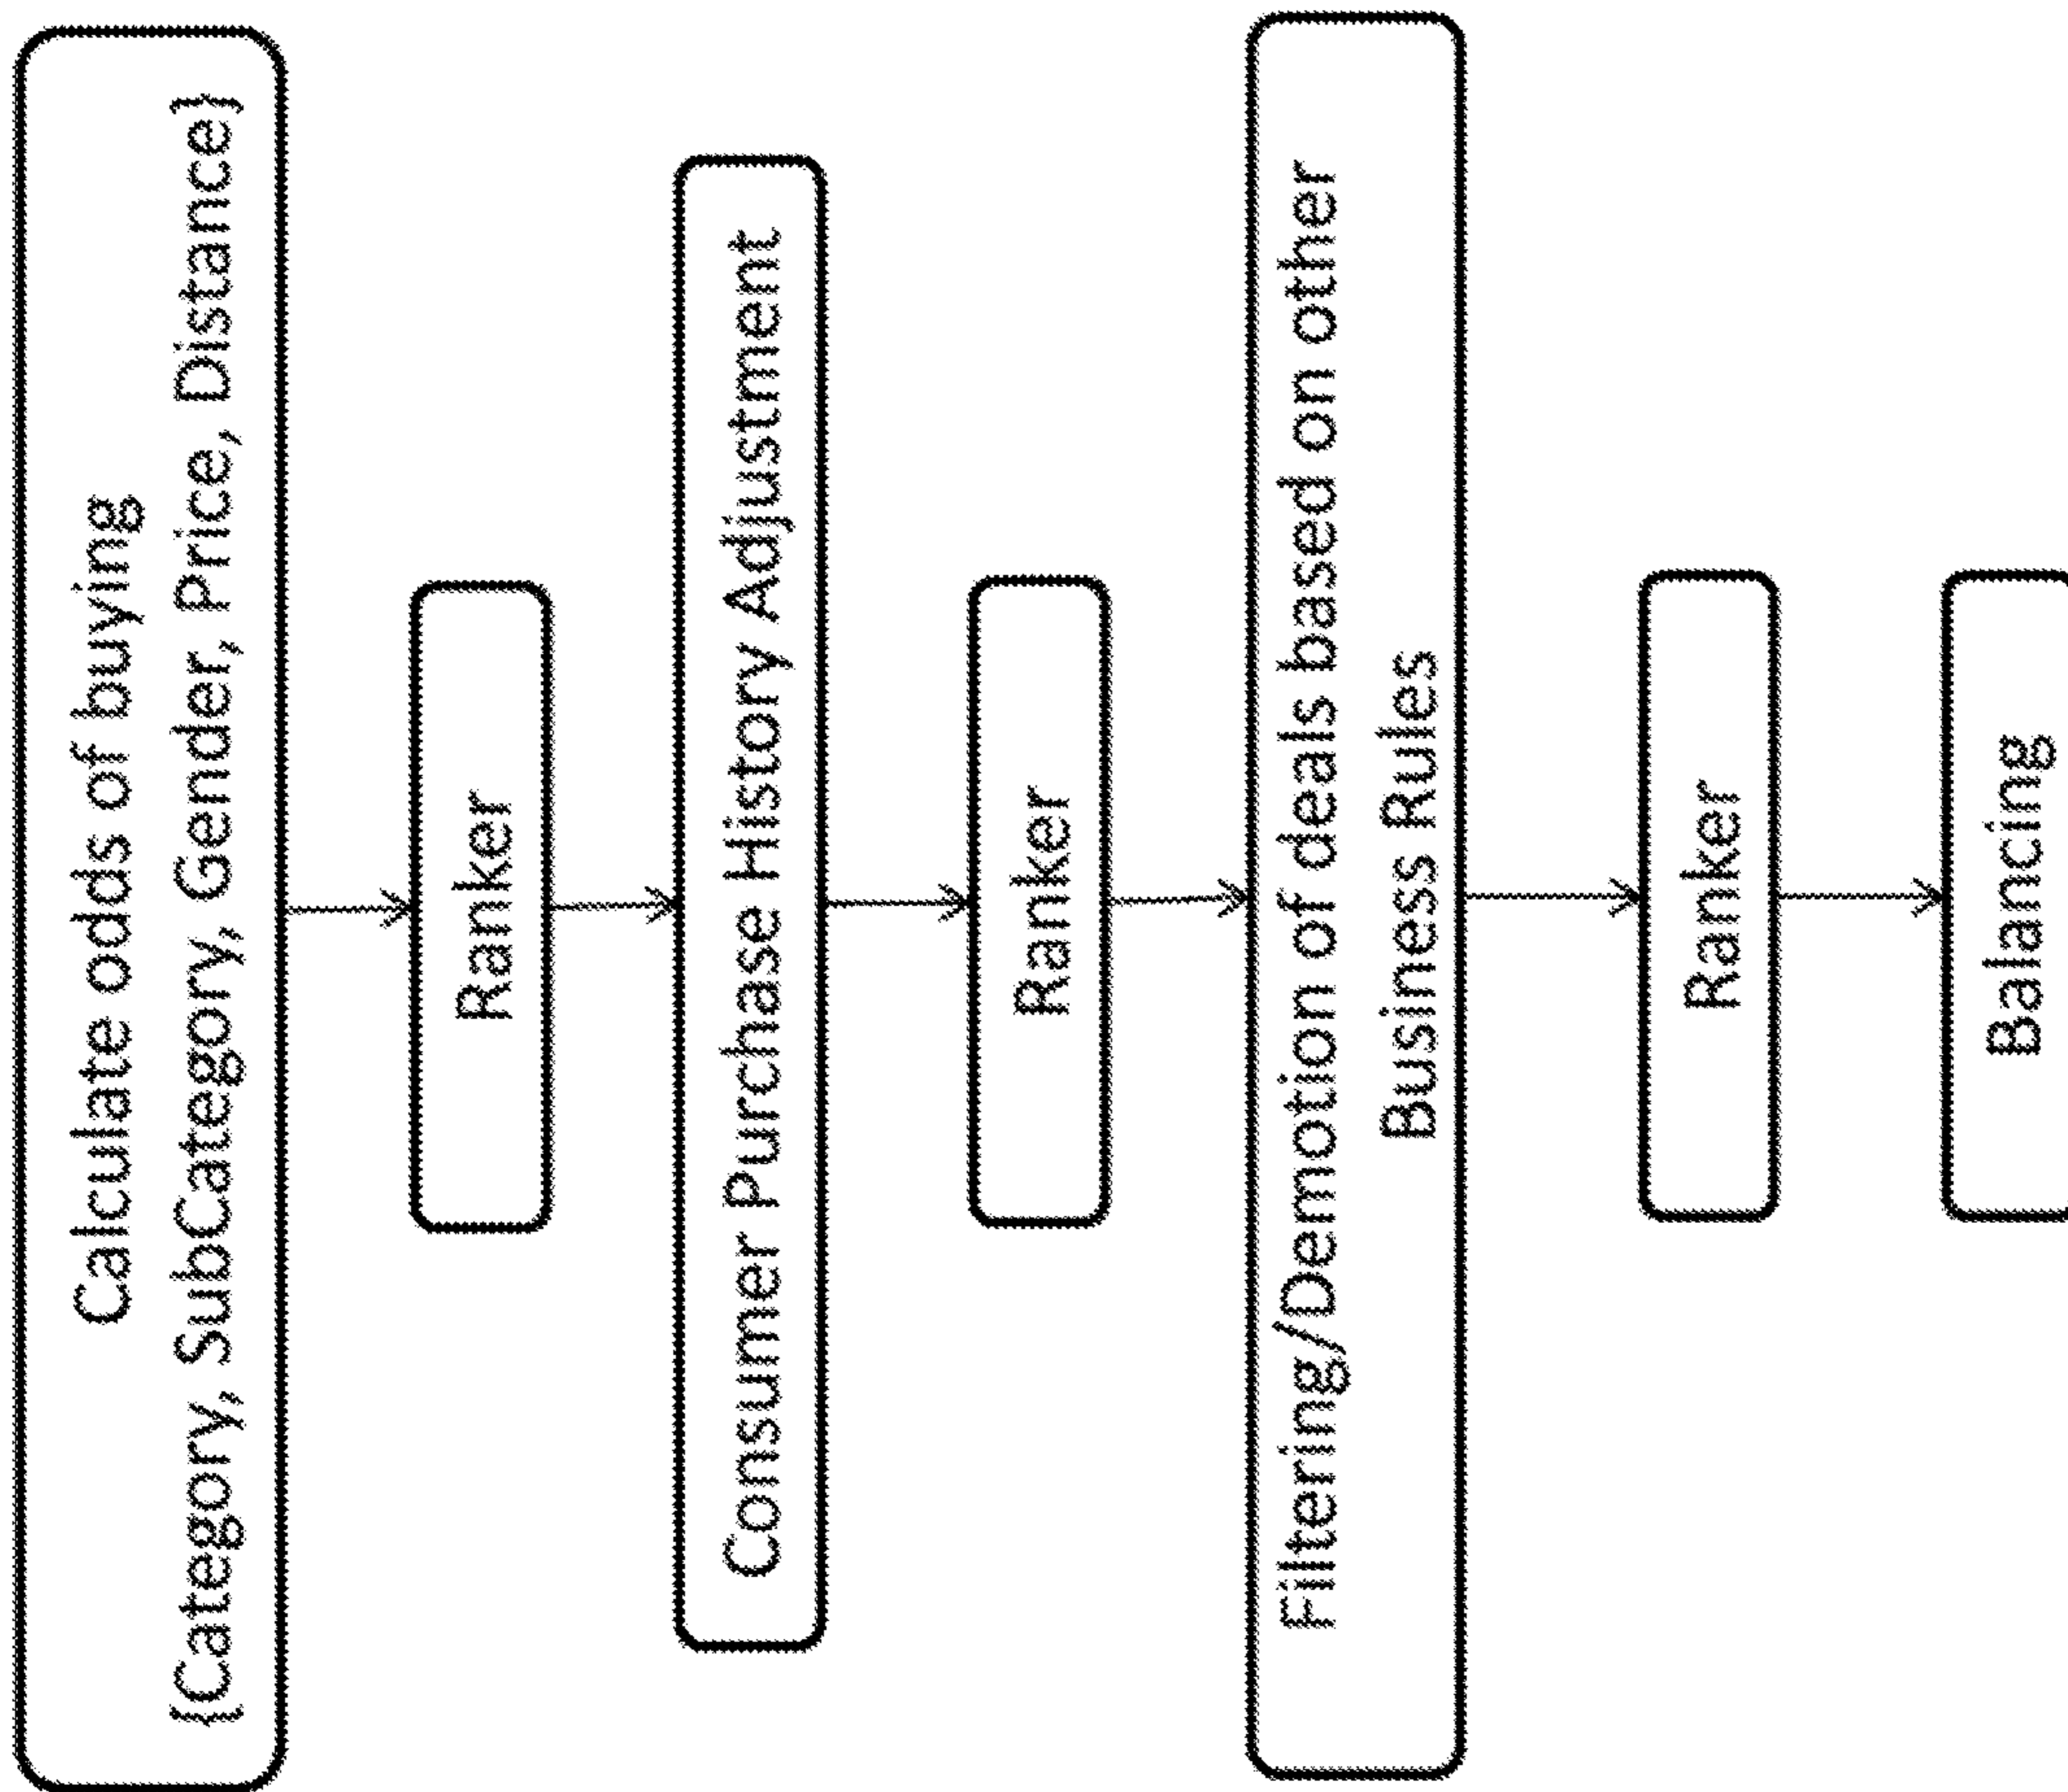 Calculate odds of buying
{Category, SubCategory, Gender, Price, Distance}
Ranker
Consumer Purchase History Adjustment
Ranker
Filtering/Demotion of deals based on other
Business Rules
Ranker
Balancing